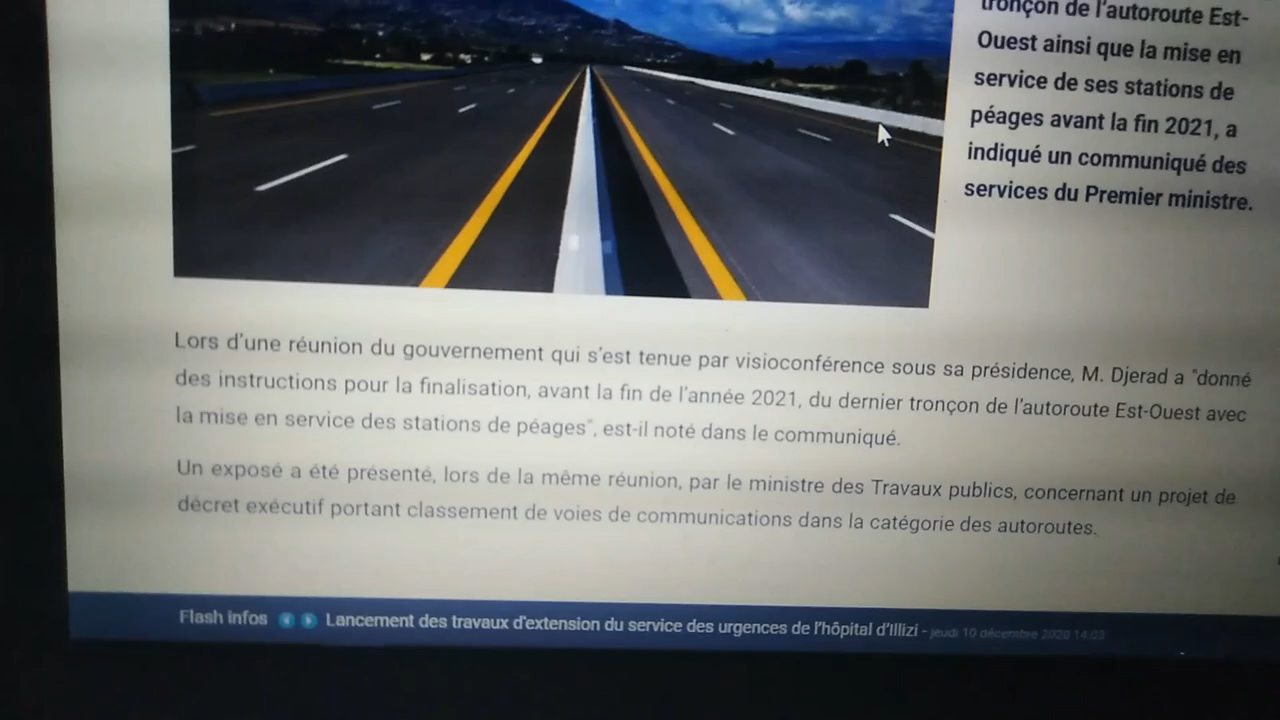 tronçon de l'autoroute Est-
Ouest ainsi que la mise en
service de ses stations de
péages avant la fin 2021, a
indiqué un communiqué des
services du Premier ministre.
Lors d'une réunion du gouvernement qui s'est tenue par visioconférence sous sa présidence, M. Djerad a "donné
des instructions pour la finalisation, avant la fin de l'année 2021, du dernier tronçon de l'autoroute Est-Ouest avec
la mise en service des stations de péages", est-il noté dans le communiqué.
Un exposé a été présenté, lors de la même réunion, par le ministre des Travaux publics, concernant un projet de
décret exécutif portant classement de voies de communications dans la catégorie des autoroutes.
Flash infos Lancement des travaux d'extension du service des urgences de l'hôpital d'Illizi - jeudi 10 décembre 2020 14:03